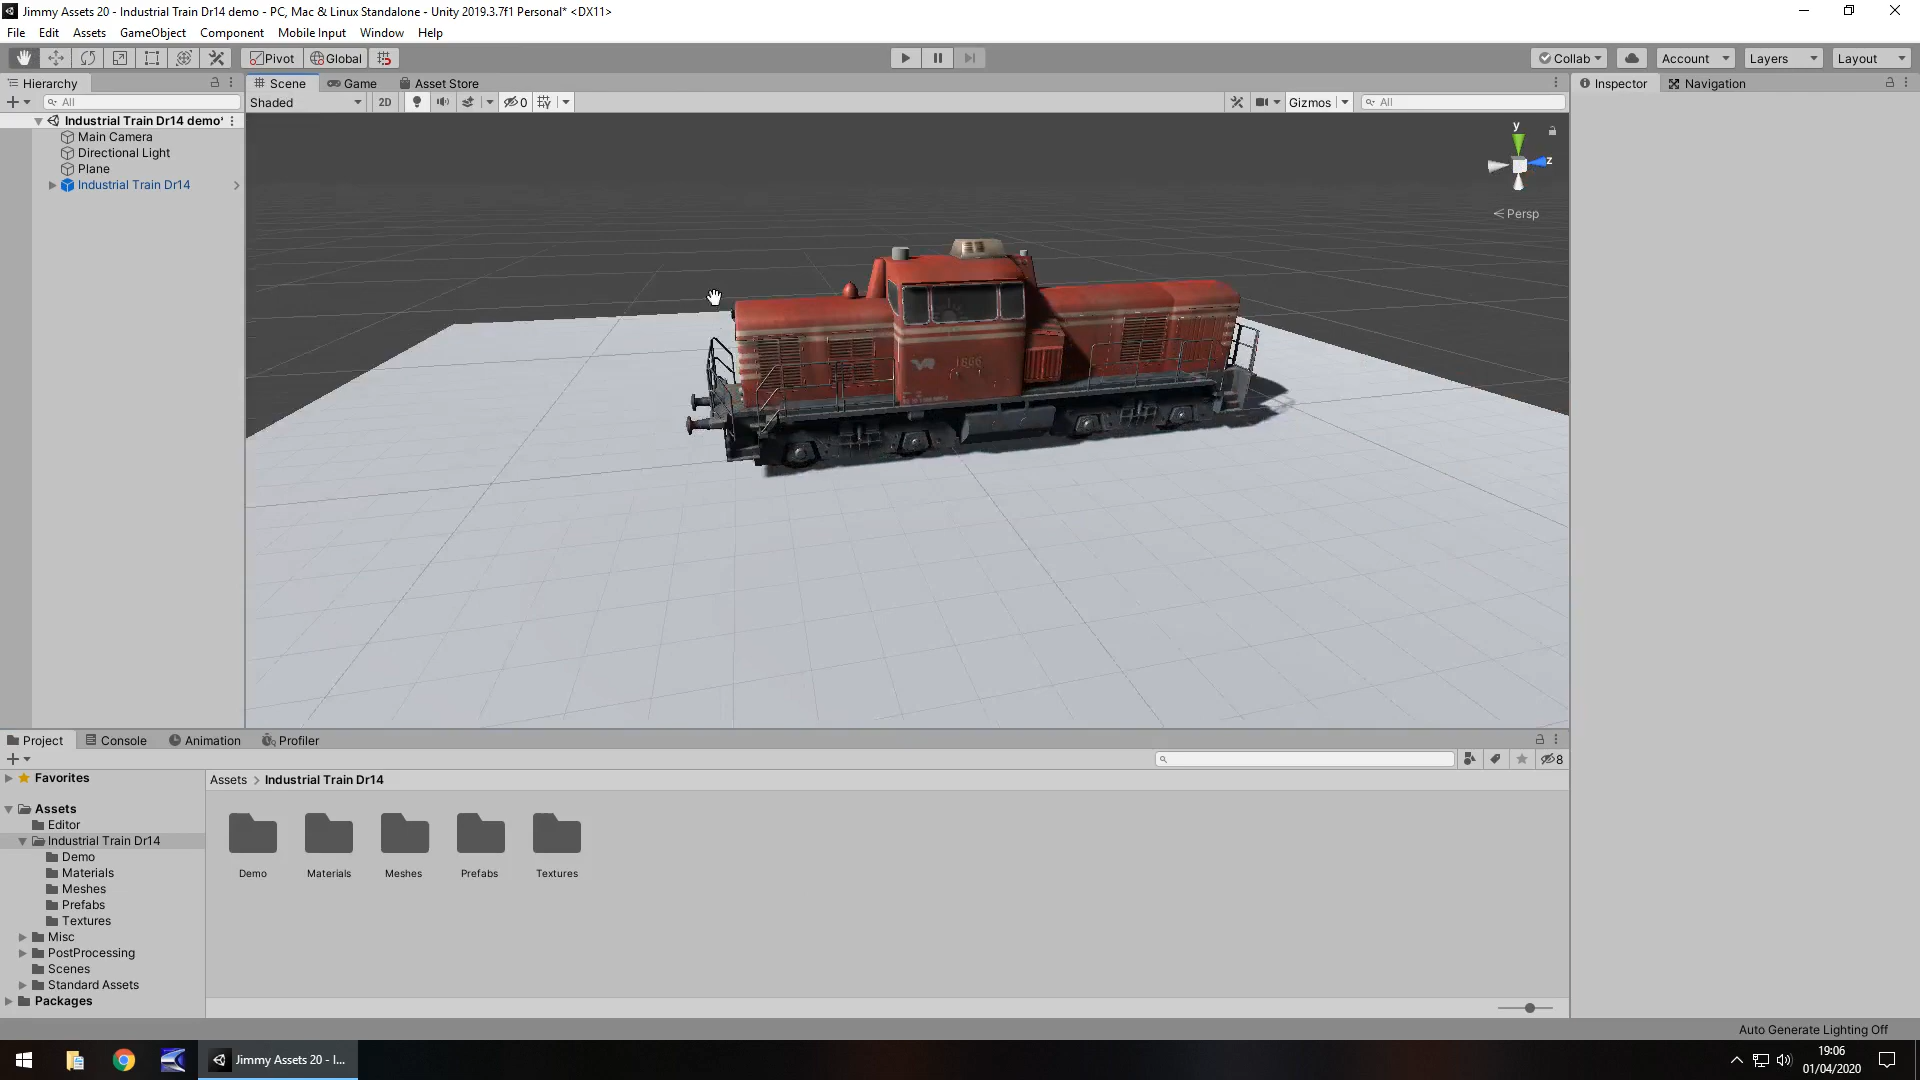 Jimmy Assets 20 - Industrial Train Dr14 demo - PC, Mac & Linux Standalone - Unity 2019.3.7f1 Personal* <DX11>
File Edit Assets GameObject Component Mobile Input Window Help
Pivot Global Collab Account Layers Layout
Hierarchy Scene Game Asset Store Inspector Navigation
All Shaded 2D 0 Gizmos All
Industrial Train Dr14 demo*
Main Camera
Directional Light
Plane
Industrial Train Dr14
y
z
Persp
VR 1866
Project Console Animation Profiler
8
Favorites
Assets > Industrial Train Dr14
Assets
Editor
Industrial Train Dr14
Demo
Materials
Meshes
Prefabs
Textures
Misc
PostProcessing
Scenes
Standard Assets
Packages
Demo Materials Meshes Prefabs Textures
Auto Generate Lighting Off
Jimmy Assets 20 - I...
19:06
01/04/2020